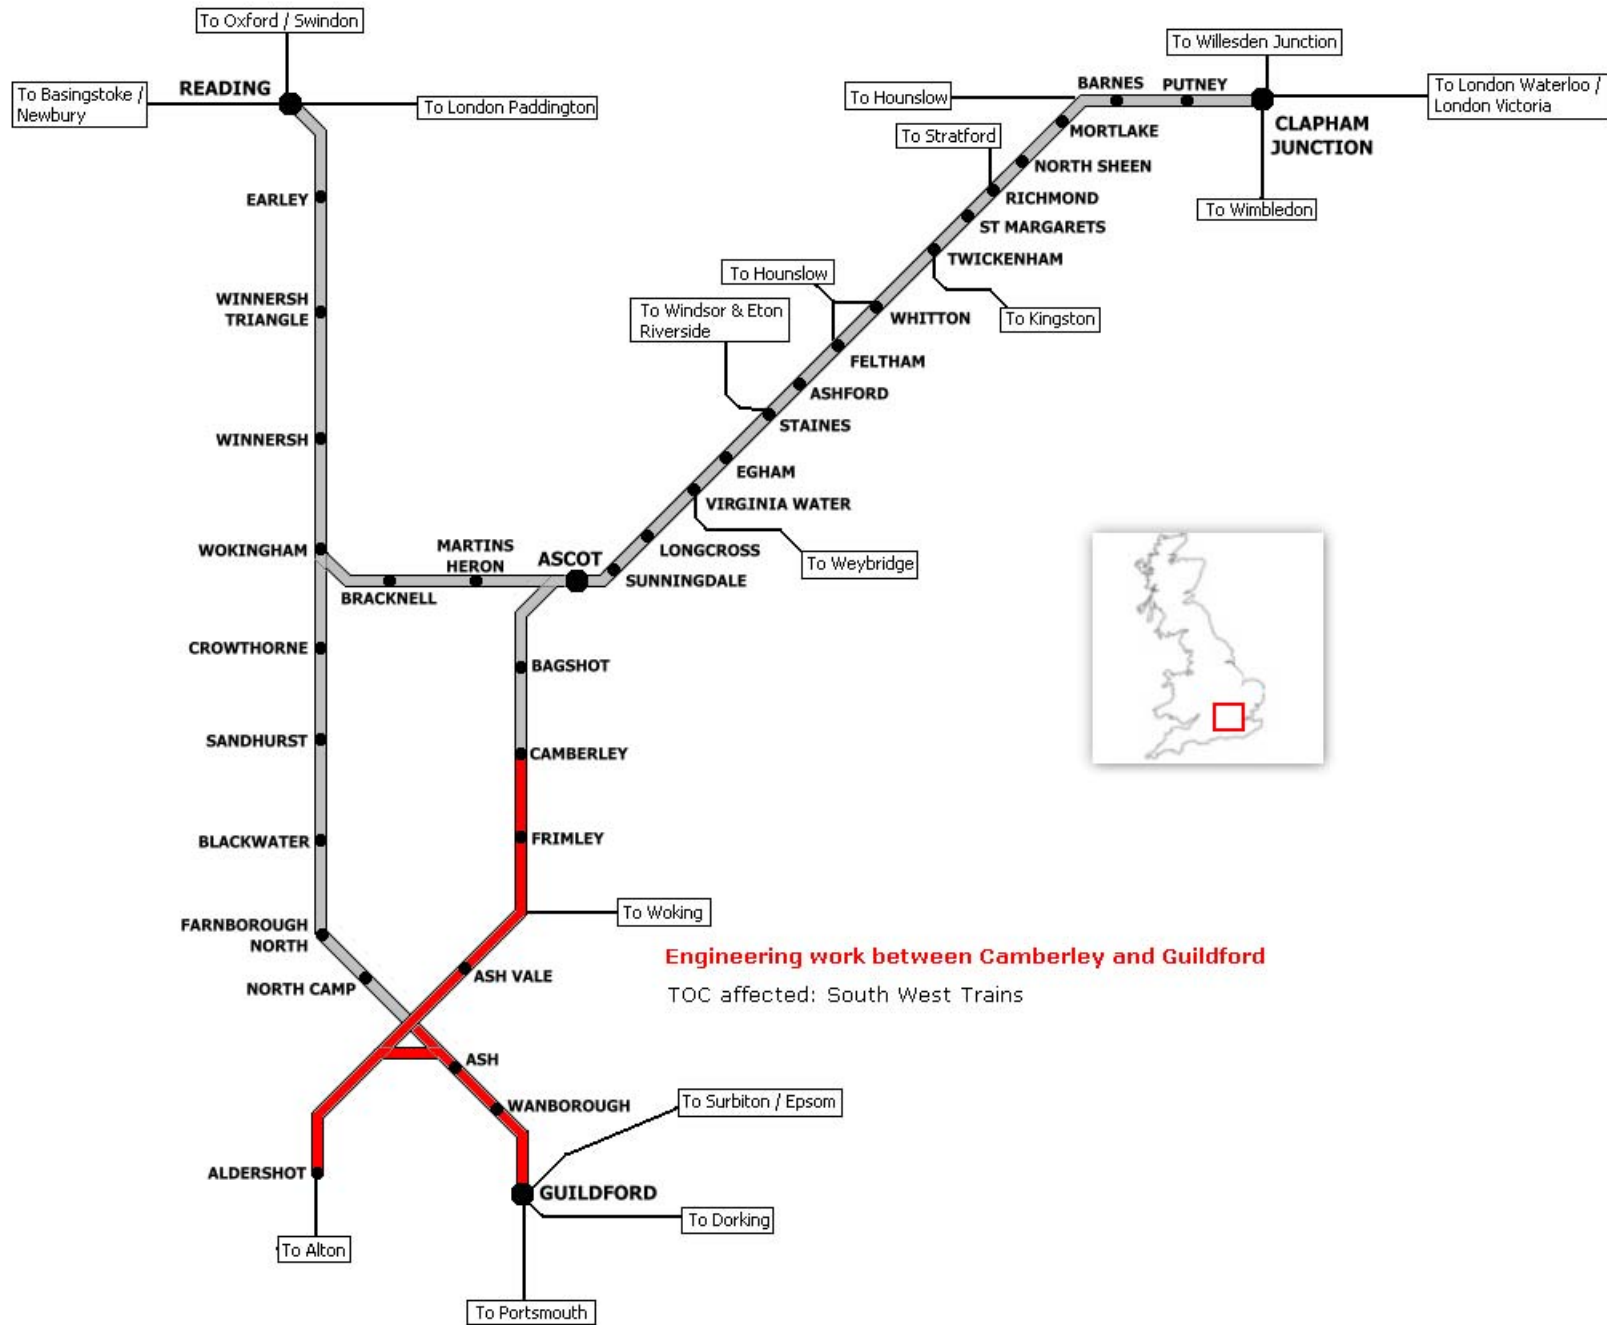 To Oxford / Swindon
READING
To Basingstoke /
Newbury
To London Paddington
To Willesden Junction
BARNES
PUTNEY
To London Waterloo /
London Victoria
To Hounslow
CLAPHAM
JUNCTION
MORTLAKE
To Stratford
NORTH SHEEN
EARLEY
RICHMOND
To Wimbledon
ST MARGARETS
TWICKENHAM
To Hounslow
WINNERSH
TRIANGLE
To Windsor & Eton
Riverside
WHITTON
To Kingston
FELTHAM
ASHFORD
STAINES
WINNERSH
EGHAM
VIRGINIA WATER
WOKINGHAM
MARTINS
HERON
ASCOT
LONGCROSS
To Weybridge
SUNNINGDALE
BRACKNELL
CROWTHORNE
BAGSHOT
SANDHURST
CAMBERLEY
BLACKWATER
FRIMLEY
To Woking
FARNBOROUGH
NORTH
Engineering work between Camberley and Guildford
ASH VALE
NORTH CAMP
TOC affected: South West Trains
ASH
WANBOROUGH
To Surbiton / Epsom
ALDERSHOT
GUILDFORD
To Dorking
To Alton
To Portsmouth